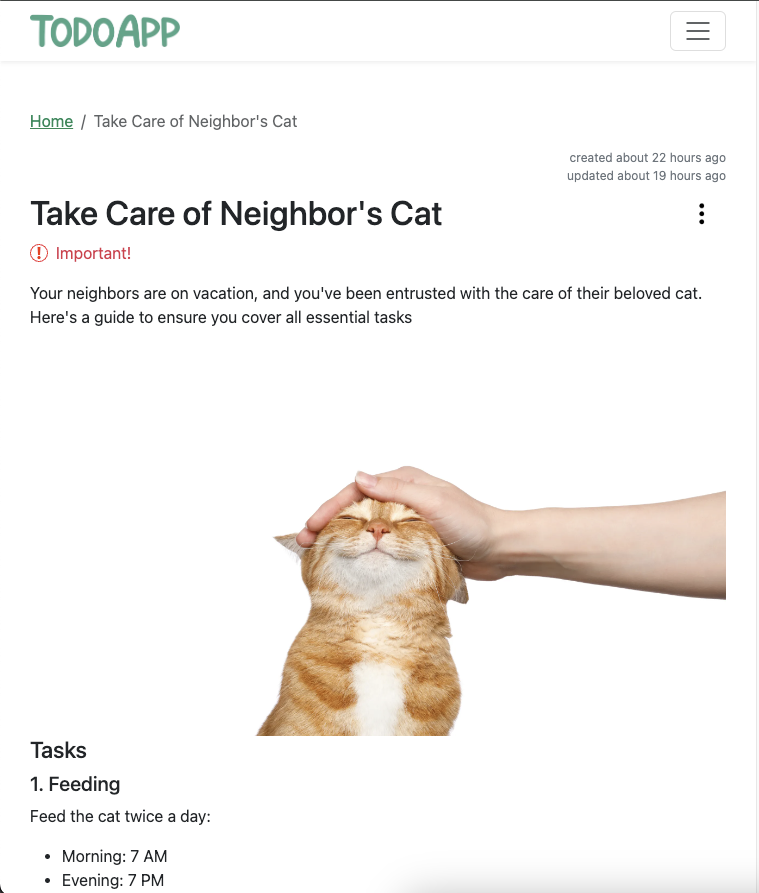 TODOAPP
Home / Take Care of Neighbor's Cat
created about 22 hours ago
updated about 19 hours ago
Take Care of Neighbor's Cat
Important!
Your neighbors are on vacation, and you've been entrusted with the care of their beloved cat.
Here's a guide to ensure you cover all essential tasks
Tasks
1. Feeding
Feed the cat twice a day:
• Morning: 7 AM
• Evening: 7 PM